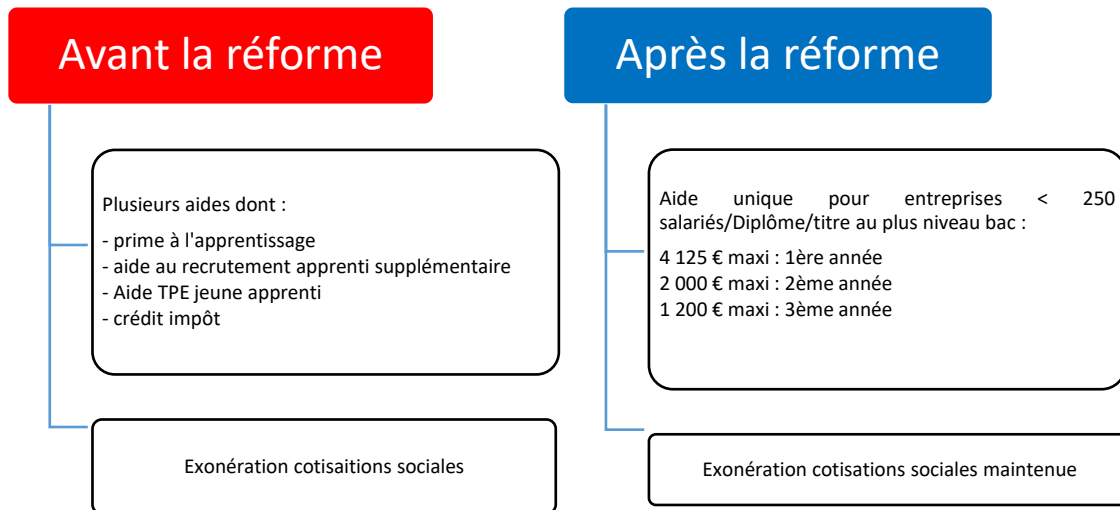 Avant la réforme
Plusieurs aides dont :
- prime à l'apprentissage
- aide au recrutement apprenti supplémentaire
- Aide TPE jeune apprenti
- crédit impôt
Exonération cotisaitions sociales
Après la réforme
Aide unique pour entreprises < 250
salariés/Diplôme/titre au plus niveau bac :
4 125 € maxi : 1ère année
2 000 € maxi : 2ème année
1 200 € maxi : 3ème année
Exonération cotisations sociales maintenue